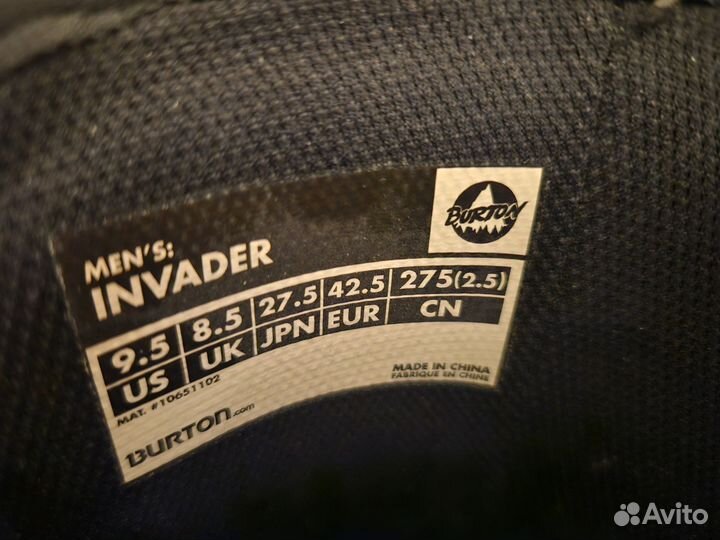 BURTON
MEN'S:
INVADER
9.5 8.5 27.5 42.5 275(2.5)
US UK JPN EUR CN
MAT. #10651102
MADE IN CHINA
FABRIQUE EN CHINE
BURTON.com
Avito